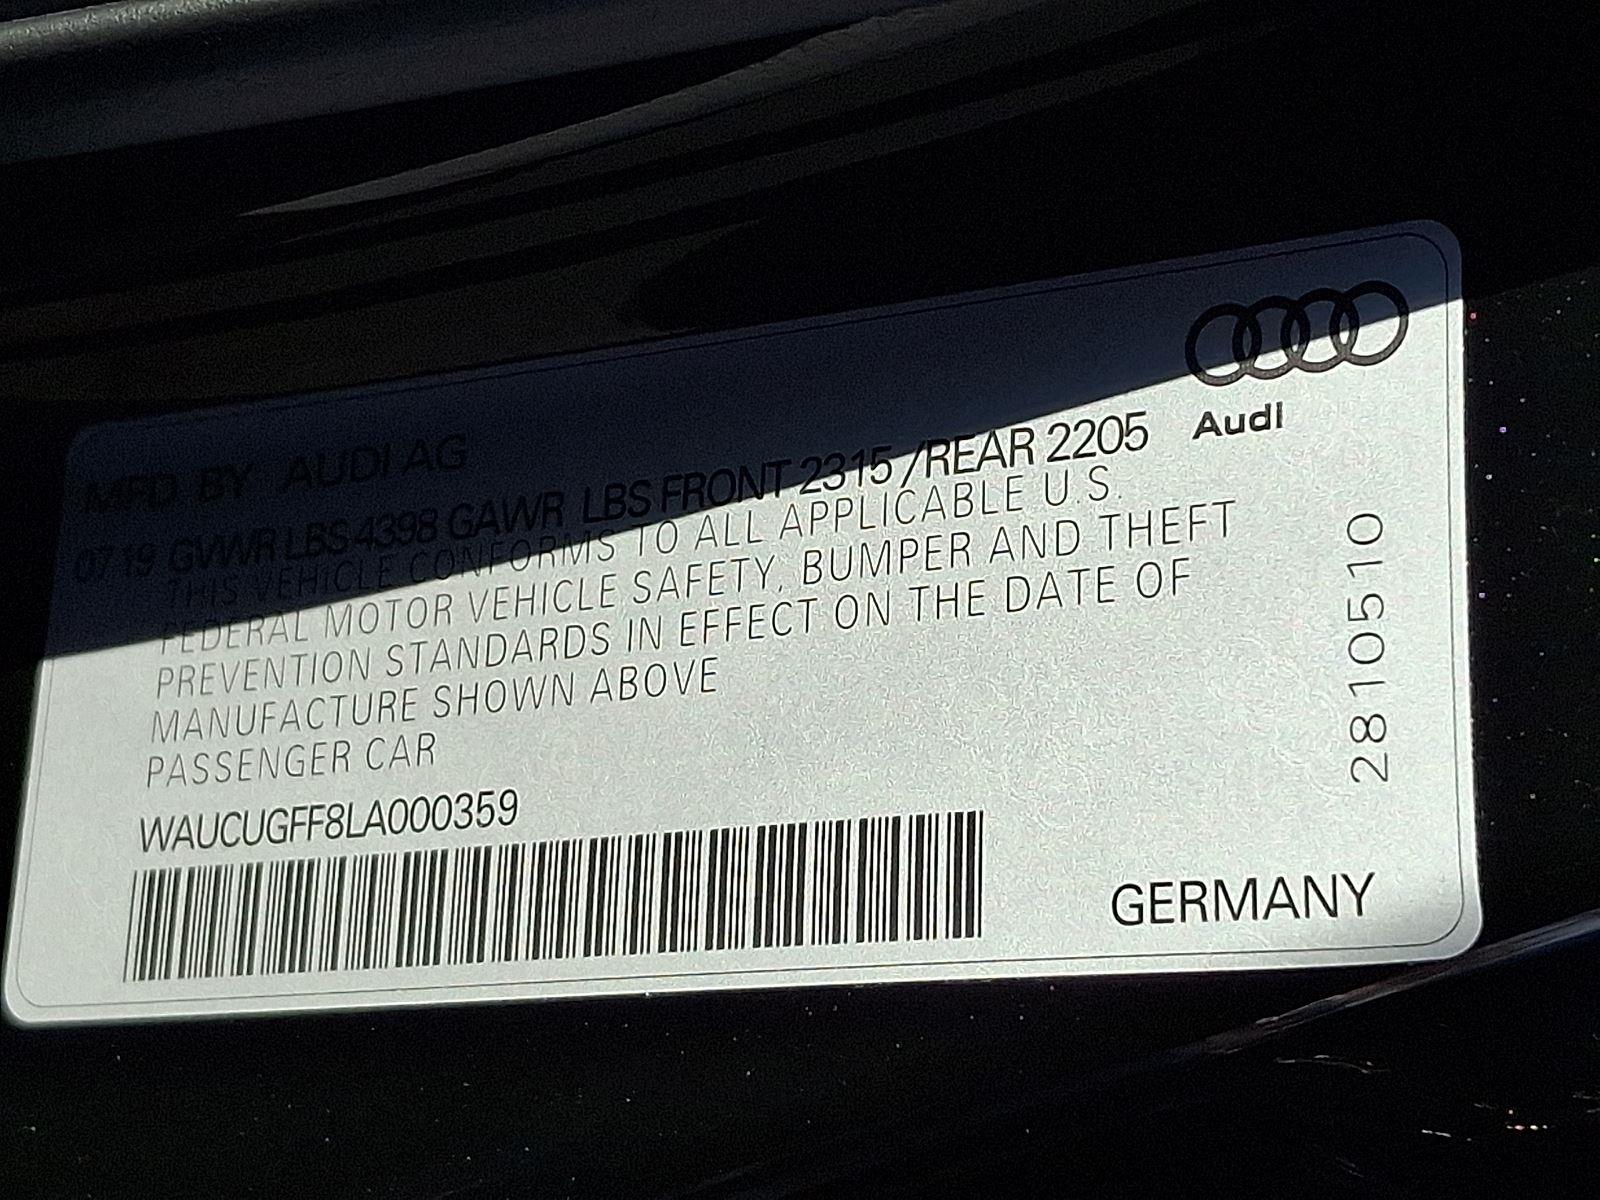 Audi
MFD BY AUDI AG
0719 GVWR LBS 4398 GAWR LBS FRONT 2315 /REAR 2205
THIS VEHICLE CONFORMS TO ALL APPLICABLE U.S.
FEDERAL MOTOR VEHICLE SAFETY, BUMPER AND THEFT
PREVENTION STANDARDS IN EFFECT ON THE DATE OF
MANUFACTURE SHOWN ABOVE
PASSENGER CAR
WAUCUGFF8LA000359
GERMANY
2810510